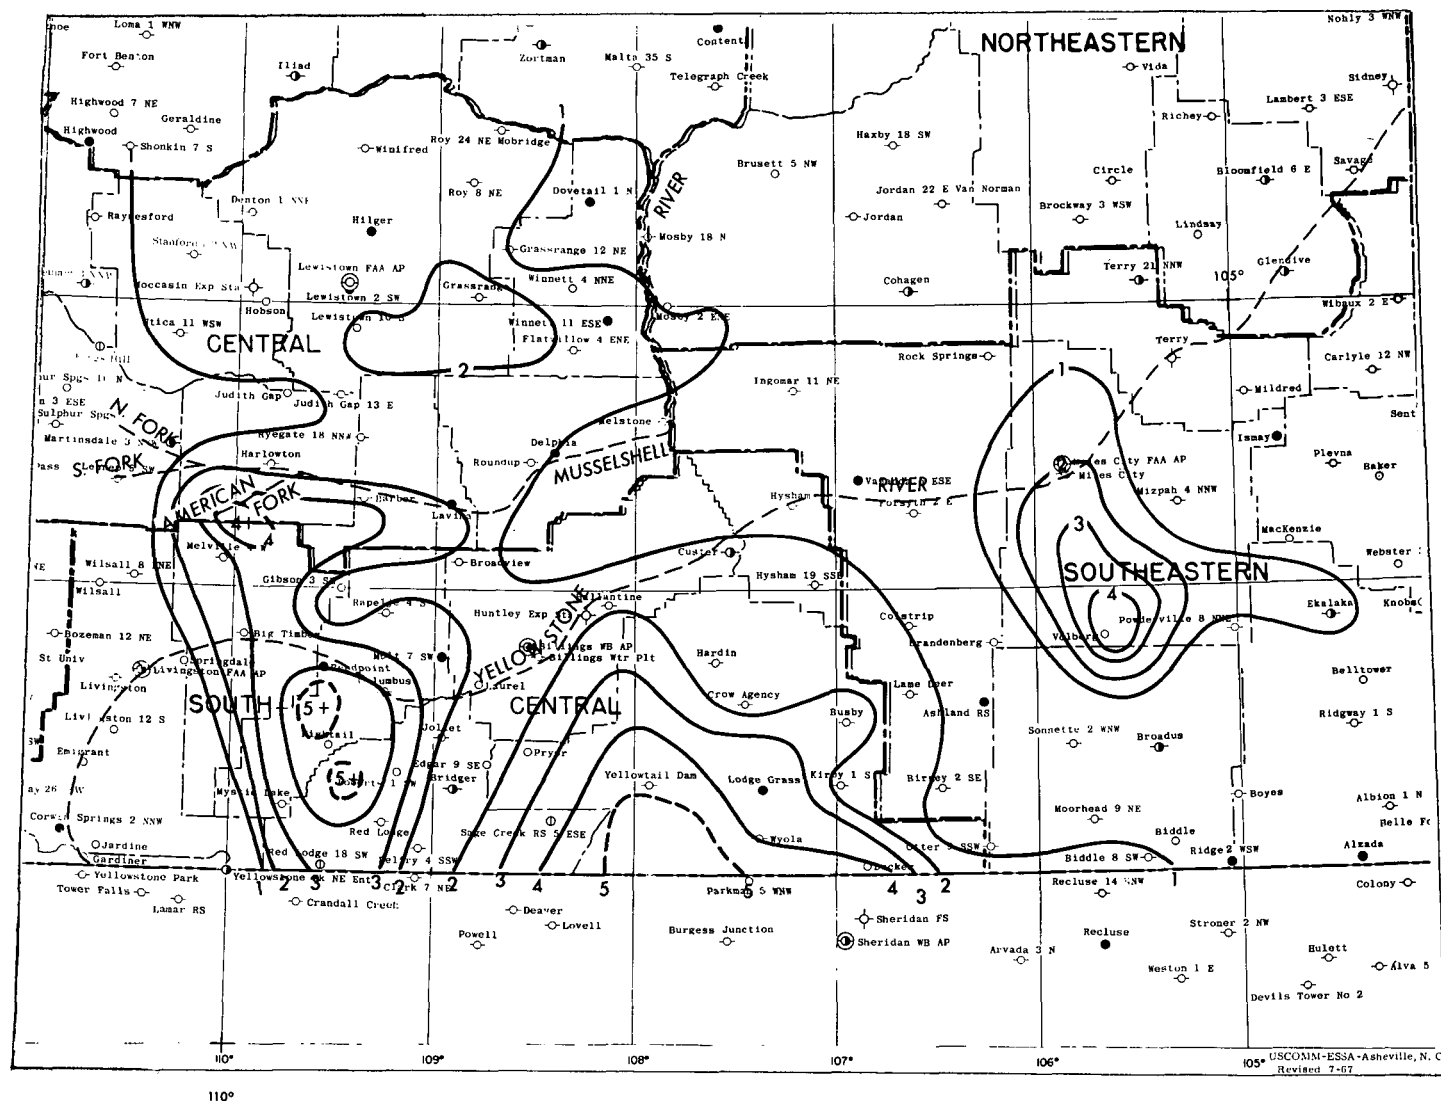 Loma 1 WNW
Fort Benton
Iliad
Zortman
Malta 35 S
Content
Telegraph Creek
NORTHEASTERN
Nohly 3 WNW
Vida
Sidney
Highwood 7 NE
Geraldine
Highwood
Shonkin 7 S
Winifred
Roy 24 NE Mobridge
Haxby 18 SW
Richey
Lambert 3 ESE
Brusett 5 NW
Circle
Bloomfield 6 E
Savage
Roy 8 NE
Dovetail 1 N
RIVER
Jordan 22 E Van Norman
Jordan
Brockway 3 WSW
Lindsay
Raynesford
Denton 1 NNE
Hilger
Mosby 18 N
Grassrange 12 NE
Lewistown FAA AP
Winnett 4 NNE
Cohagen
Terry 21 NNW
105°
Glendive
Moccasin Exp Sta
Lewistown 2 SW
Grassrange
Hobson
Lewistown 10 S
Winnett 11 ESE
Mosby 2 ESE
Wibaux 2 E
Utica 11 WSW
CENTRAL
Flatwillow 4 ENE
Rock Springs
Terry
Carlyle 12 NW
2
1
Judith Gap
Judith Gap 13 E
Ingomar 11 NE
Mildred
N. FORK
Sulphur Spgs
Martinsdale 3
Ryegate 18 NNW
Melstone
Delphia
Ismay
S. FORK
Harlowton
Roundup
MUSSELSHELL
Miles City FAA AP
Miles City
Plevna
Baker
AMERICAN
FORK
Lavina
Hysham
RIVER
Forsyth 2 E
Mizpah 4 NNW
4
3
MacKenzie
Melville 4 W
Custer
Webster
Wilsall 8 ENE
Wilsall
Gibson 3
Broadview
Hysham 19 SSE
SOUTHEASTERN
4
Rapelje 4 S
Huntley Exp Sta
Ballantine
Colstrip
Powderville 8 NNE
Ekalaka
Bozeman 12 NE
Big Timber
Brandenberg
Volborg
St Univ
Springdale
Livingston FAA AP
Reedpoint
Molt 7 SW
YELLOWSTONE
Billings WB AP
Billings Wtr Plt
Hardin
Belltower
Livingston
Columbus
Laurel
Crow Agency
Lame Deer
SOUTH
5+
CENTRAL
Busby
Ashland RS
Ridgway 1 S
Livingston 12 S
Joliet
Sonnette 2 WNW
Broadus
Emigrant
Fishtail
Pryor
5+
Edgar 9 SE
Bridger
Yellowtail Dam
Lodge Grass
Kirby 1 S
Birney 2 SE
Boyes
Mystic Lake
Albion 1 N
Corwin Springs 2 NNW
Red Lodge
Sage Creek RS 5 ESE
Wyola
Moorhead 9 NE
Biddle
Jardine
Gardiner
Red Lodge 18 SW
Belfry 4 SSW
Decker
Otter 9 SSW
Biddle 8 SW
Ridge 2 WSW
Alzada
Yellowstone Park
Tower Falls
Yellowstone Pk NE Ent
1 2 3 3 2 2 3 4 5 5 4 3 2 1
Clark 7 NE
Parkman 5 WNW
Recluse 14 NNW
Colony
Lamar RS
Crandall Creek
Deaver
Lovell
Sheridan FS
Powell
Burgess Junction
Sheridan WB AP
Arvada 3 N
Recluse
Stroner 2 NW
Hulett
Weston 1 E
Alva 5
Devils Tower No 2
110° 109° 108° 107° 106° 105°
USCOMM-ESSA-Asheville, N. C
Revised 7-67
110°